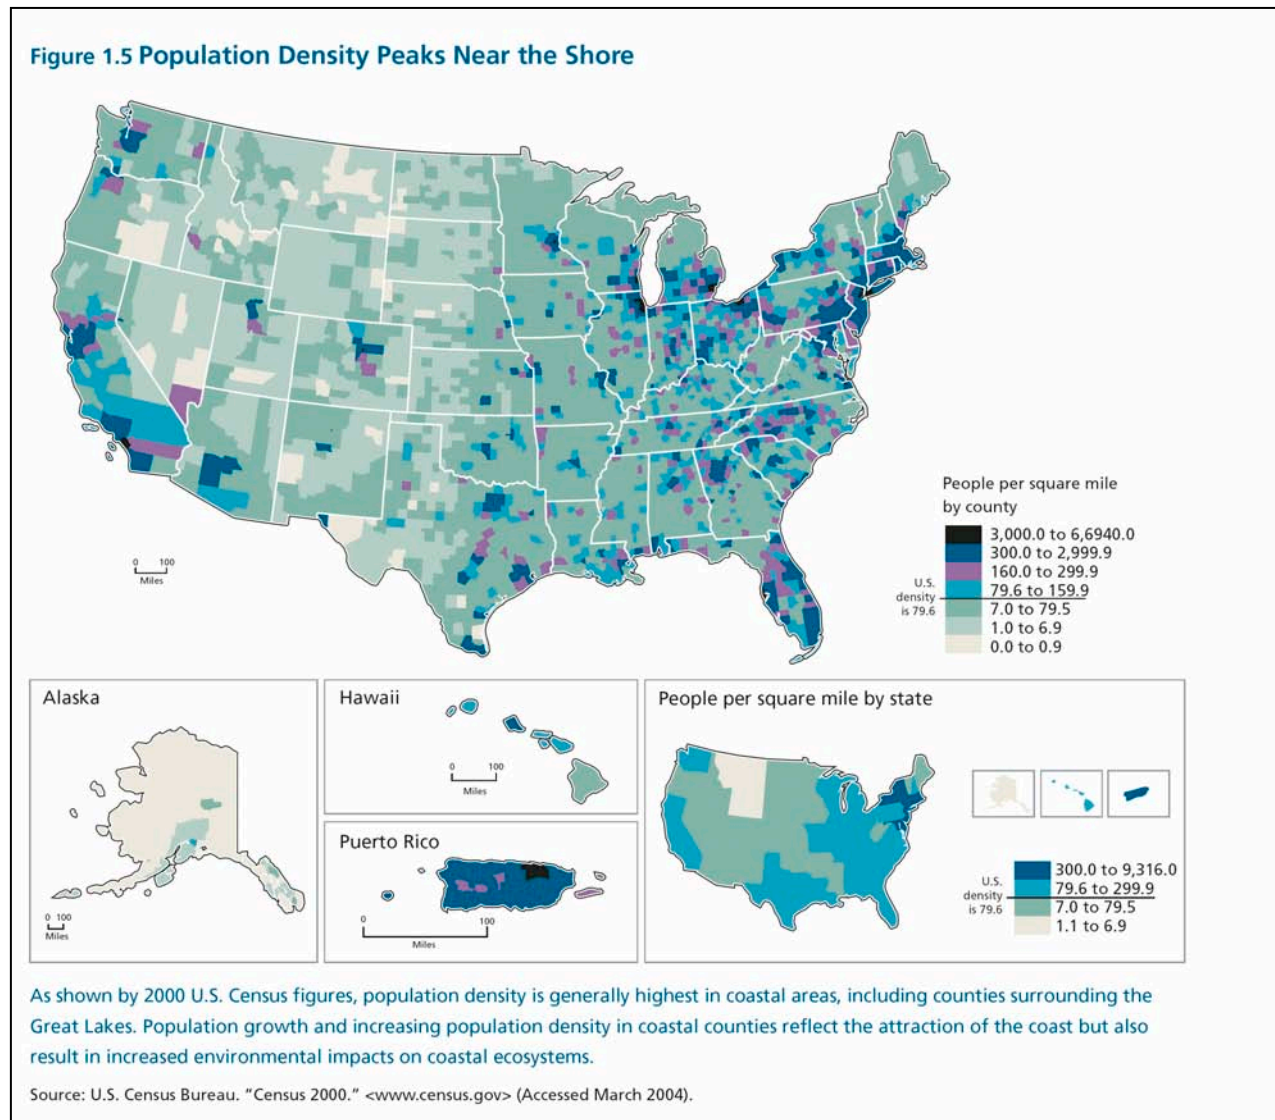 Figure 1.5 Population Density Peaks Near the Shore
People per square mile
by county
3,000.0 to 6,6940.0
300.0 to 2,999.9
160.0 to 299.9
79.6 to 159.9
7.0 to 79.5
1.0 to 6.9
0.0 to 0.9
U.S.
density
is 79.6
0 100
Miles
Alaska
0 100
Miles
Hawaii
0 100
Miles
Puerto Rico
0 100
Miles
People per square mile by state
300.0 to 9,316.0
79.6 to 299.9
7.0 to 79.5
1.1 to 6.9
U.S.
density
is 79.6
As shown by 2000 U.S. Census figures, population density is generally highest in coastal areas, including counties surrounding the
Great Lakes. Population growth and increasing population density in coastal counties reflect the attraction of the coast but also
result in increased environmental impacts on coastal ecosystems.
Source: U.S. Census Bureau. "Census 2000." <www.census.gov> (Accessed March 2004).